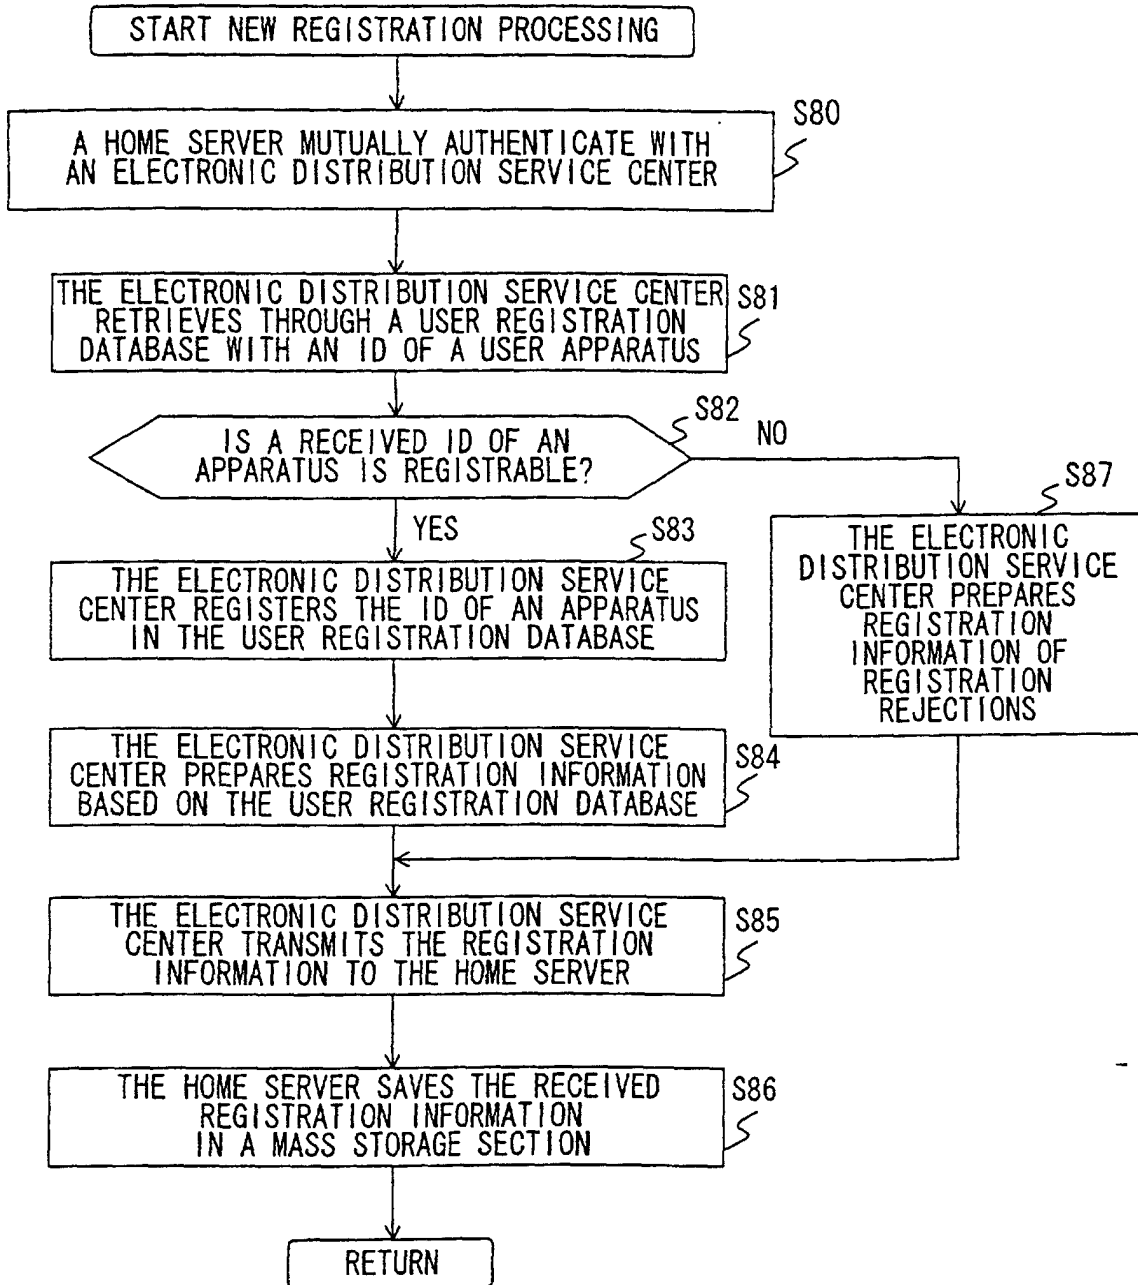 START NEW REGISTRATION PROCESSING
S80
A HOME SERVER MUTUALLY AUTHENTICATE WITH
AN ELECTRONIC DISTRIBUTION SERVICE CENTER
THE ELECTRONIC DISTRIBUTION SERVICE CENTER
RETRIEVES THROUGH A USER REGISTRATION
DATABASE WITH AN ID OF A USER APPARATUS
S81
S82
IS A RECEIVED ID OF AN
APPARATUS IS REGISTRABLE?
NO
YES
S83
THE ELECTRONIC DISTRIBUTION SERVICE
CENTER REGISTERS THE ID OF AN APPARATUS
IN THE USER REGISTRATION DATABASE
S87
THE ELECTRONIC
DISTRIBUTION SERVICE
CENTER PREPARES
REGISTRATION
INFORMATION OF
REGISTRATION
REJECTIONS
THE ELECTRONIC DISTRIBUTION SERVICE
CENTER PREPARES REGISTRATION INFORMATION
BASED ON THE USER REGISTRATION DATABASE
S84
THE ELECTRONIC DISTRIBUTION SERVICE
CENTER TRANSMITS THE REGISTRATION
INFORMATION TO THE HOME SERVER
S85
THE HOME SERVER SAVES THE RECEIVED
REGISTRATION INFORMATION
IN A MASS STORAGE SECTION
S86
RETURN